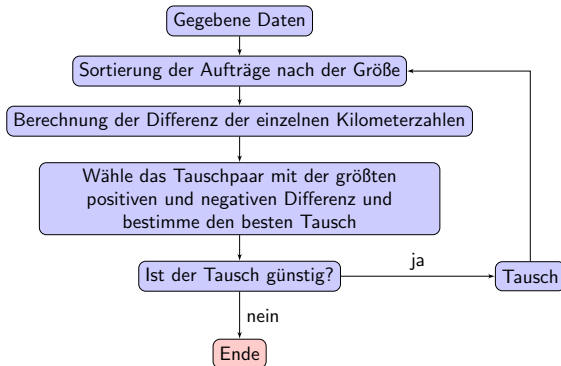 Gegebene Daten
Sortierung der Aufträge nach der Größe
Berechnung der Differenz der einzelnen Kilometerzahlen
Wähle das Tauschpaar mit der größten
positiven und negativen Differenz und
bestimme den besten Tausch
Ist der Tausch günstig?
ja
Tausch
nein
Ende